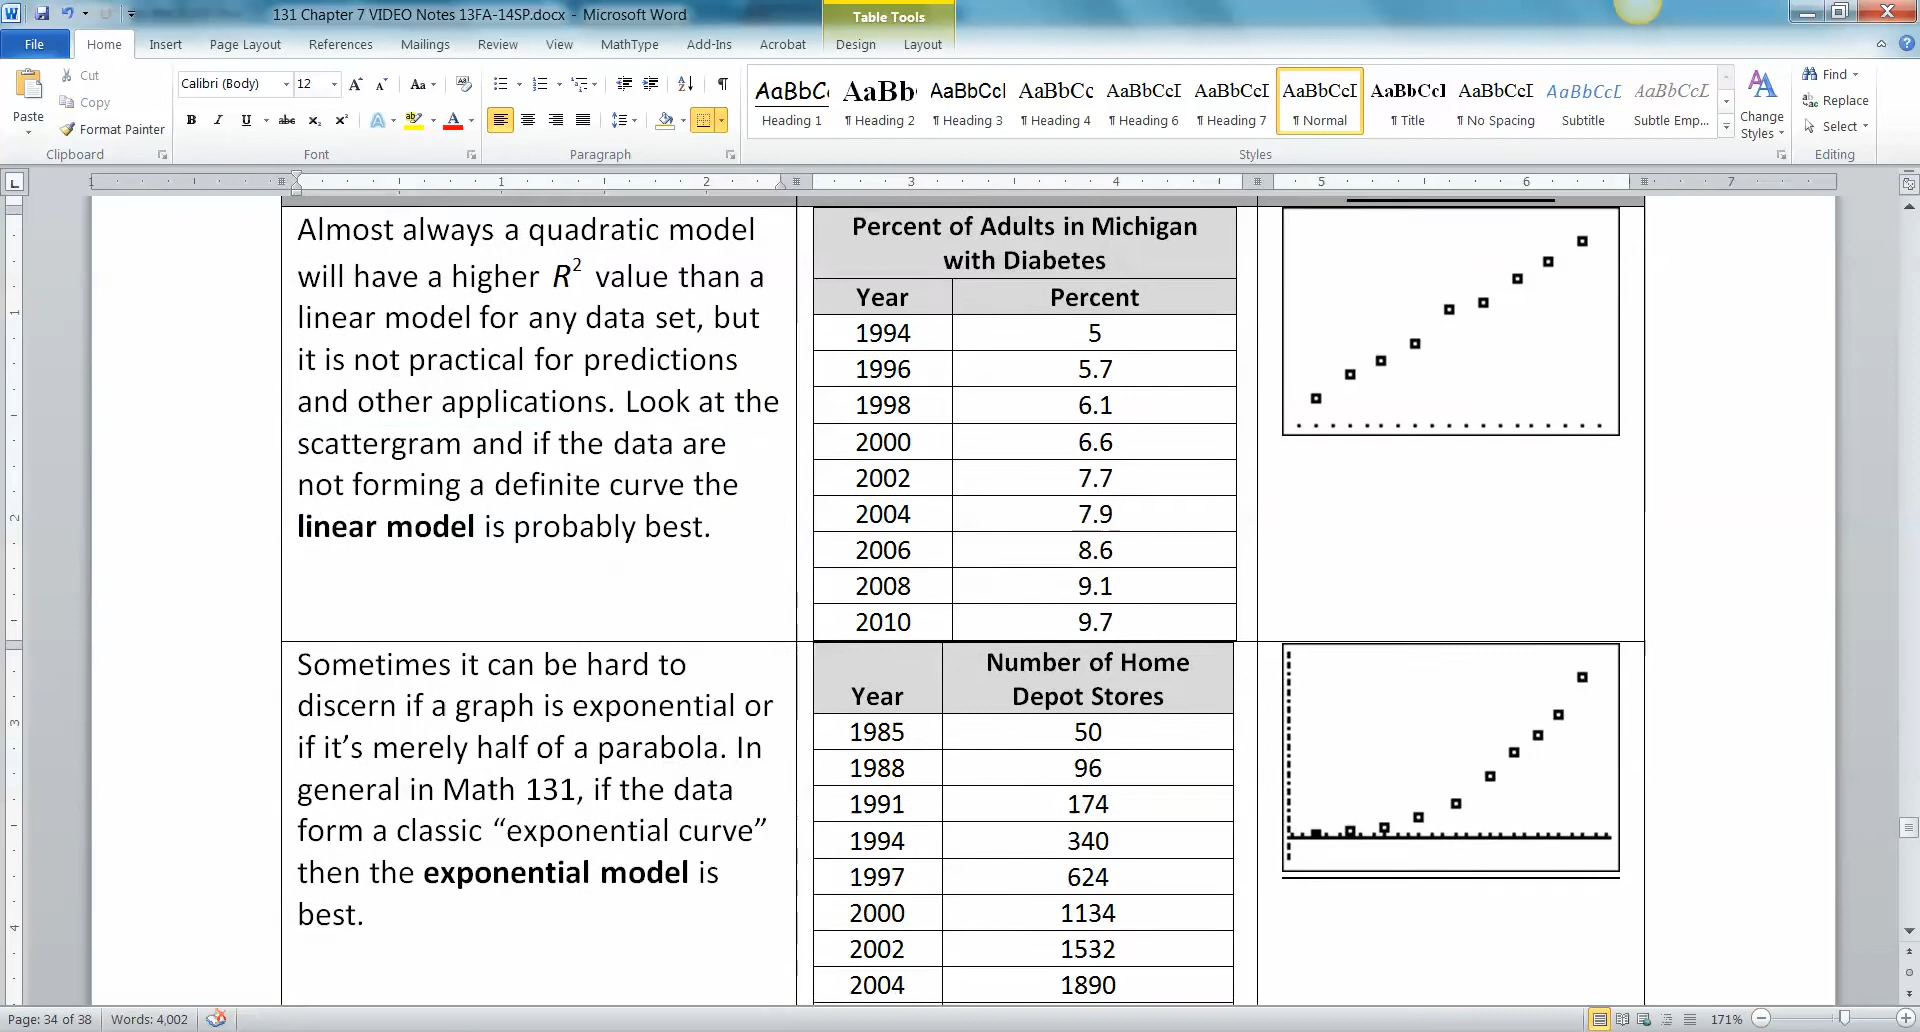 131 Chapter 7 VIDEO Notes 13FA-14SP.docx - Microsoft Word
Table Tools
File Home Insert Page Layout References Mailings Review View MathType Add-Ins Acrobat Design Layout
Paste
Cut
Copy
Format Painter
Clipboard
Calibri (Body) 12
Font
Paragraph
AaBbC AaBb AaBbCcI AaBbCc AaBbCcI AaBbCcI AaBbCcI AaBbCcI AaBbCcI AaBbCcI AaBbCcL
Heading 1 ¶ Heading 2 ¶ Heading 3 ¶ Heading 4 ¶ Heading 6 ¶ Heading 7 ¶ Normal ¶ Title ¶ No Spacing Subtitle Subtle Emp...
Styles
Change
Styles
Find
Replace
Select
Editing
1 1 2 3 4 5 6 7
Almost always a quadratic model
will have a higher R² value than a
linear model for any data set, but
it is not practical for predictions
and other applications. Look at the
scattergram and if the data are
not forming a definite curve the
linear model is probably best.
Percent of Adults in Michigan
with Diabetes
Year Percent
1994 5
1996 5.7
1998 6.1
2000 6.6
2002 7.7
2004 7.9
2006 8.6
2008 9.1
2010 9.7
Sometimes it can be hard to
discern if a graph is exponential or
if it’s merely half of a parabola. In
general in Math 131, if the data
form a classic “exponential curve”
then the exponential model is
best.
Number of Home
Year Depot Stores
1985 50
1988 96
1991 174
1994 340
1997 624
2000 1134
2002 1532
2004 1890
Page: 34 of 38 Words: 4,002 171%